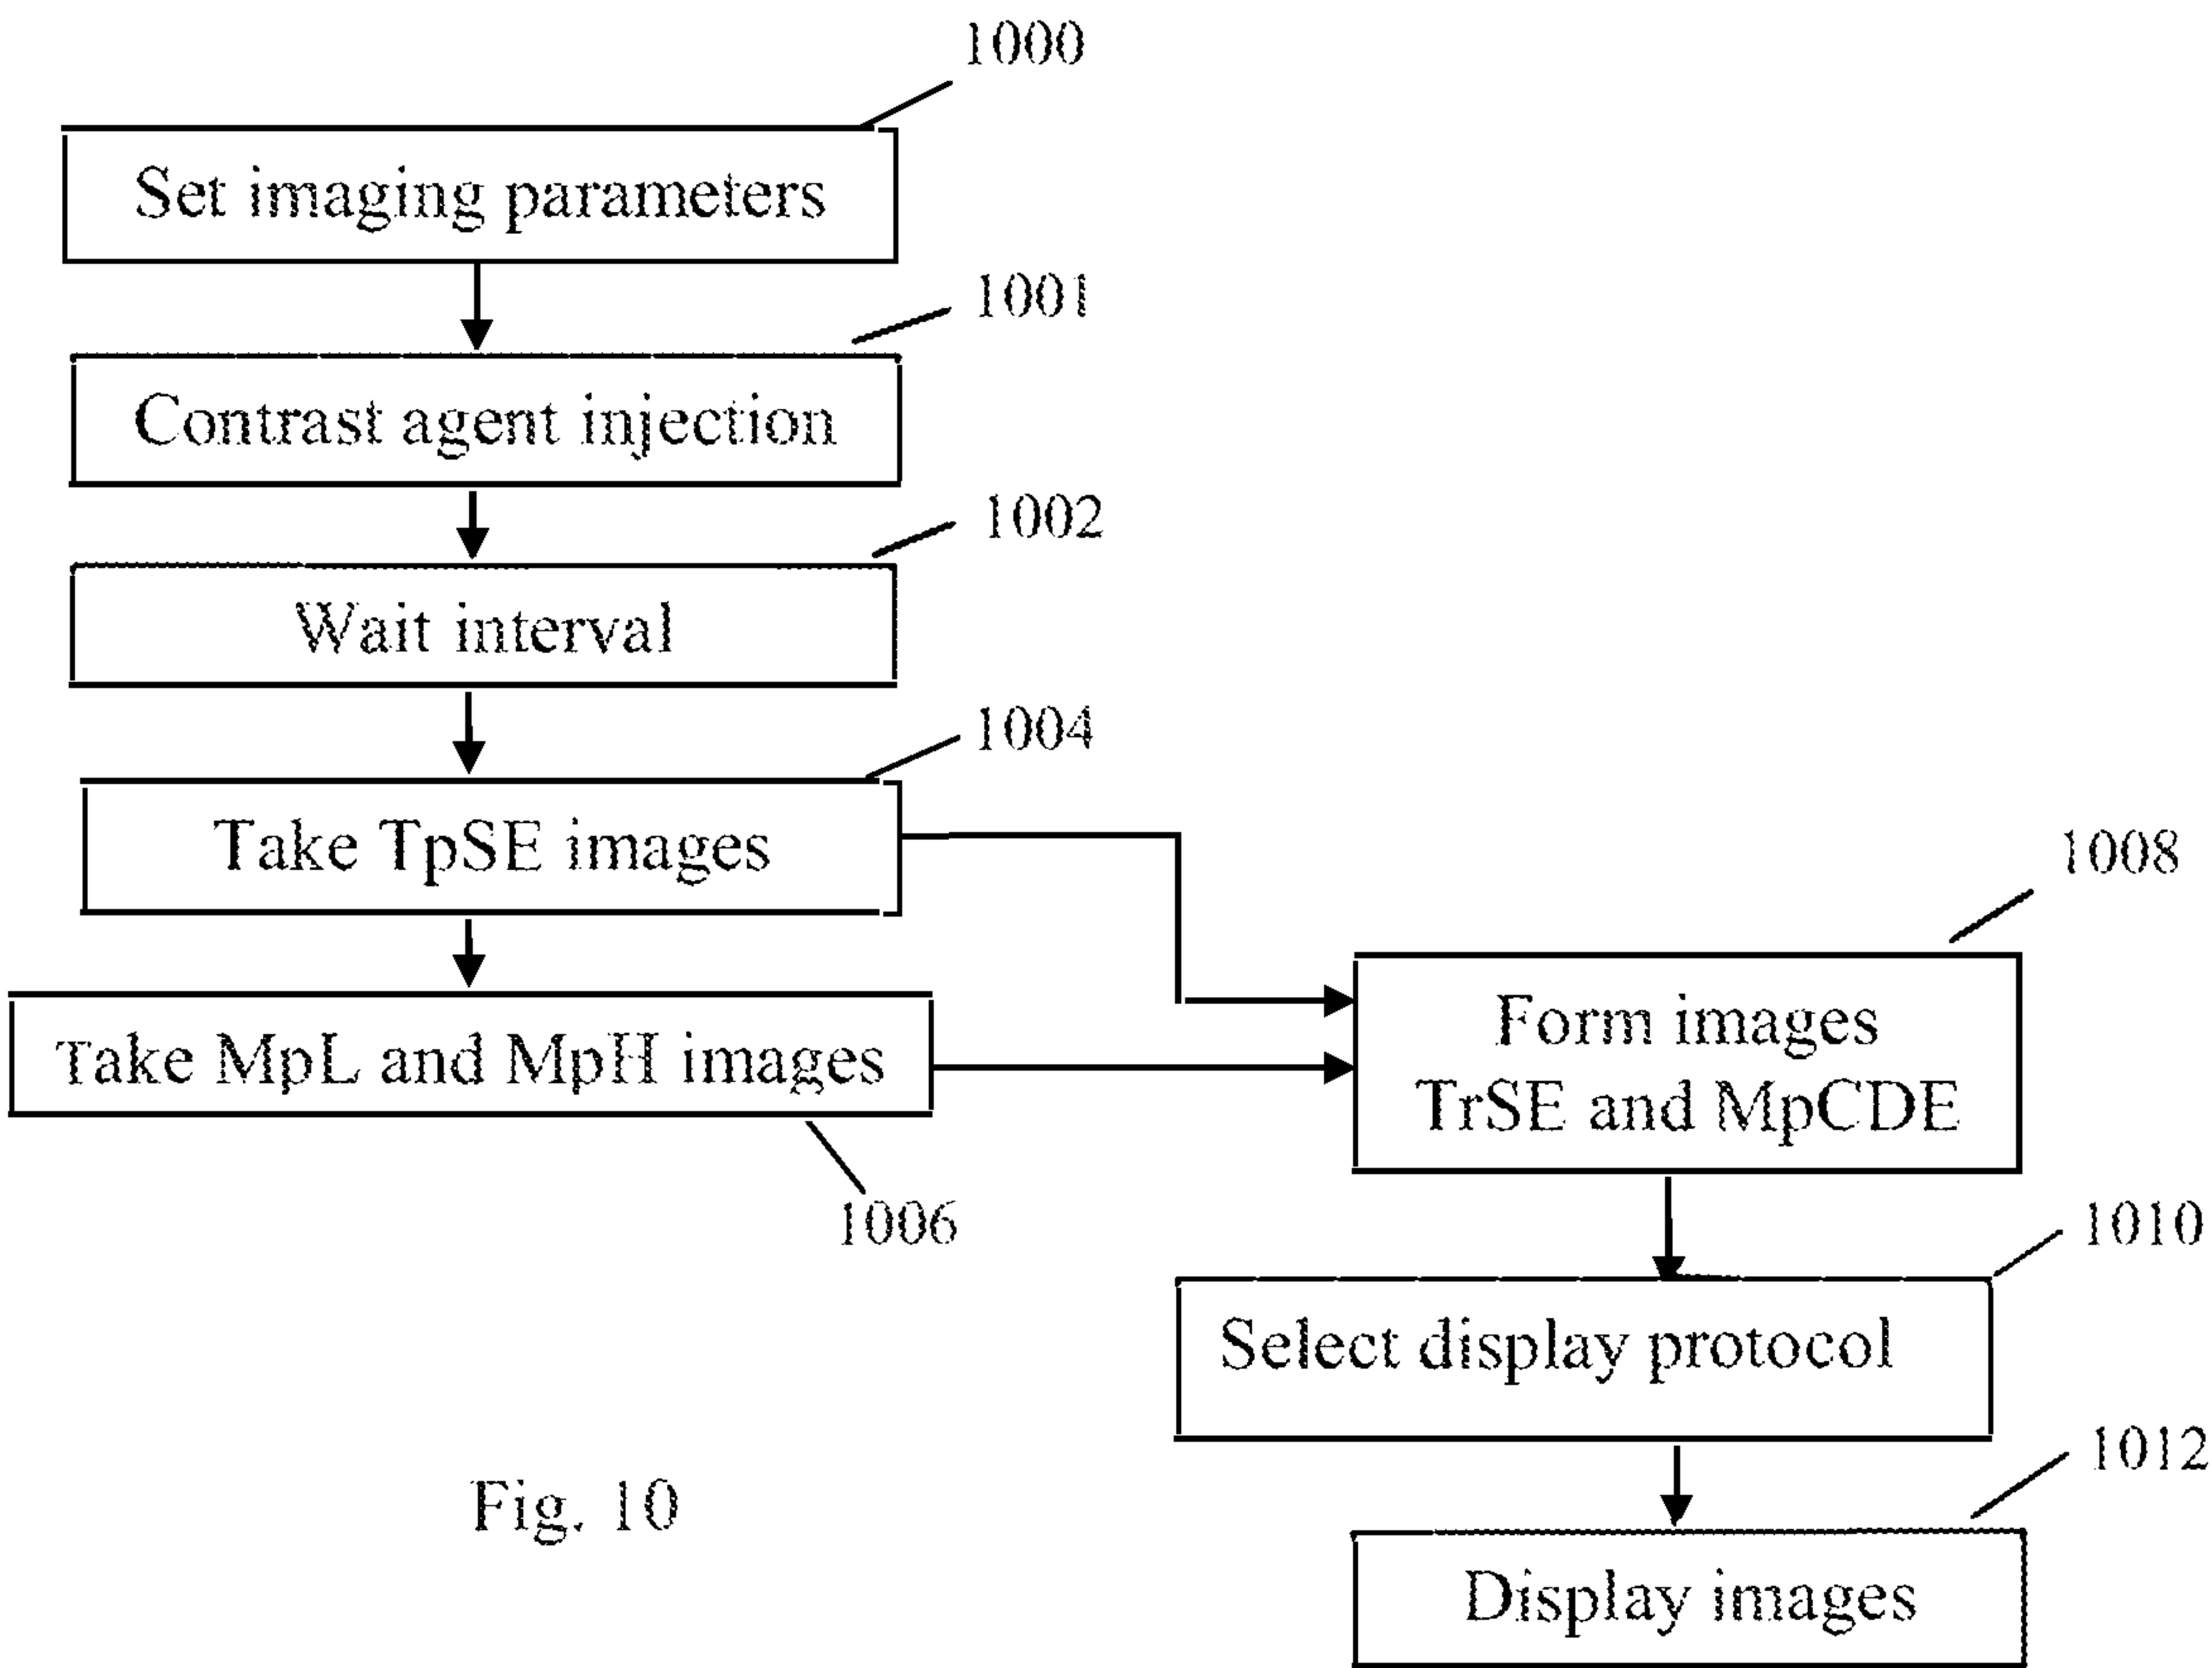 1000
Set imaging parameters
1001
Contrast agent injection
1002
Wait interval
1004
Take TpSE images
1008
Take MpL and MpH images
Form images
TrSE and MpCDE
1006
1010
Select display protocol
1012
Fig. 10
Display images